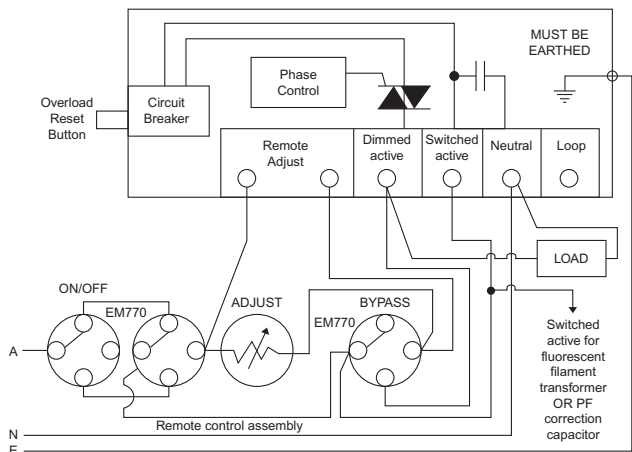 MUST BE
EARTHED
Phase
Control
Overload
Reset
Button
Circuit
Breaker
Remote
Adjust
Dimmed
active
Switched
active
Neutral
Loop
LOAD
ON/OFF
EM770
ADJUST
BYPASS
EM770
Switched
active for
fluorescent
filament
transformer
OR PF
correction
capacitor
A
Remote control assembly
N
E